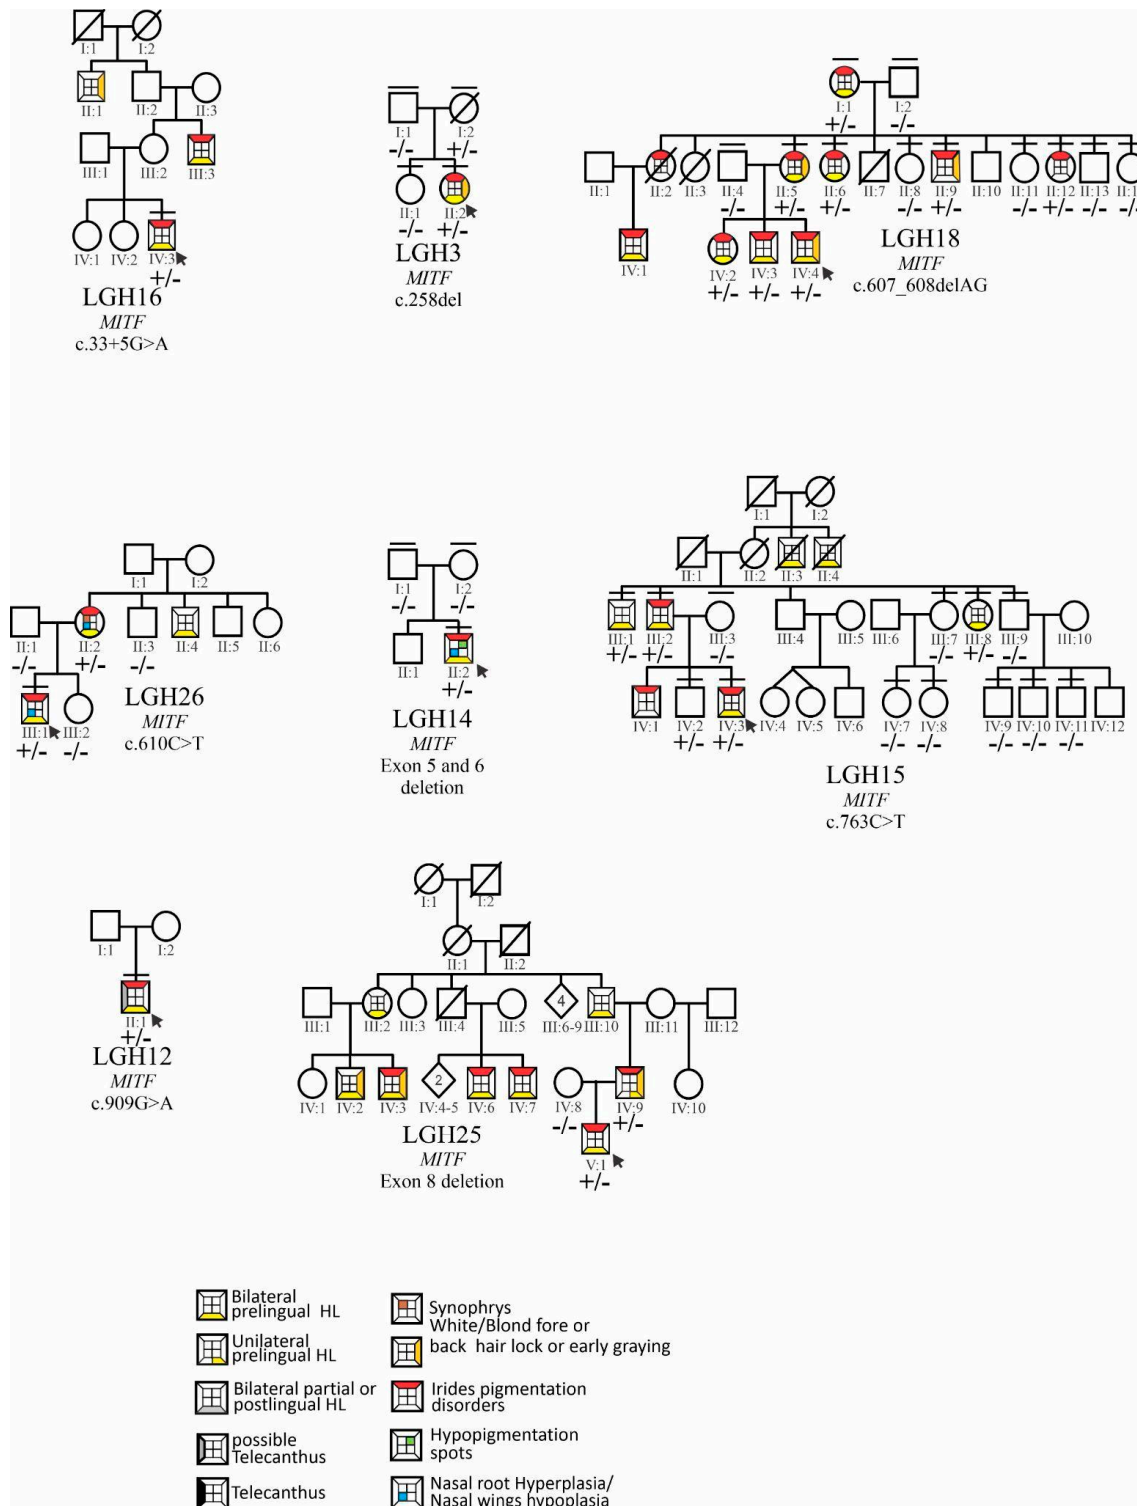 I:1 I:2
II:1 II:2 II:3
III:1 III:2 III:3
IV:1 IV:2 IV:3
+/-
LGH16
MITF
c.33+5G>A
I:1 I:2
-/- +/-
II:1 II:2
-/- +/-
LGH3
MITF
c.258del
I:1 I:2
+/- -/-
II:1 II:2 II:3 II:4 II:5 II:6 II:7 II:8 II:9 II:10 II:11 II:12 II:13
-/- +/- +/- -/- +/- -/- +/- -/-
IV:1 IV:2 IV:3 IV:4
+/- +/- +/-
LGH18
MITF
c.607_608delAG
I:1 I:2
II:1 II:2 II:3 II:4 II:5 II:6
-/- +/- -/-
III:1 III:2
+/- -/-
LGH26
MITF
c.610C>T
I:1 I:2
-/- -/-
II:1 II:2
+/-
LGH14
MITF
Exon 5 and 6
deletion
I:1 I:2
II:1 II:2 II:3 II:4
III:1 III:2 III:3 III:4 III:5 III:6 III:7 III:8 III:9 III:10
+/- +/- -/- -/- +/- -/-
IV:1 IV:2 IV:3 IV:4 IV:5 IV:6 IV:7 IV:8 IV:9 IV:10 IV:11 IV:12
+/- +/- -/- -/- -/- -/- -/-
LGH15
MITF
c.763C>T
I:1 I:2
II:1
+/-
LGH12
MITF
c.909G>A
I:1 I:2
II:1 II:2
4
III:1 III:2 III:3 III:4 III:5 III:6-9 III:10 III:11 III:12
2
IV:1 IV:2 IV:3 IV:4-5 IV:6 IV:7 IV:8 IV:9 IV:10
-/- +/-
V:1
+/-
LGH25
MITF
Exon 8 deletion
Bilateral
prelingual HL
Unilateral
prelingual HL
Bilateral partial or
postlingual HL
possible
Telecanthus
Telecanthus
Synophrys
White/Blond fore or
back hair lock or early graying
Irides pigmentation
disorders
Hypopigmentation
spots
Nasal root Hyperplasia/
Nasal wings hypoplasia